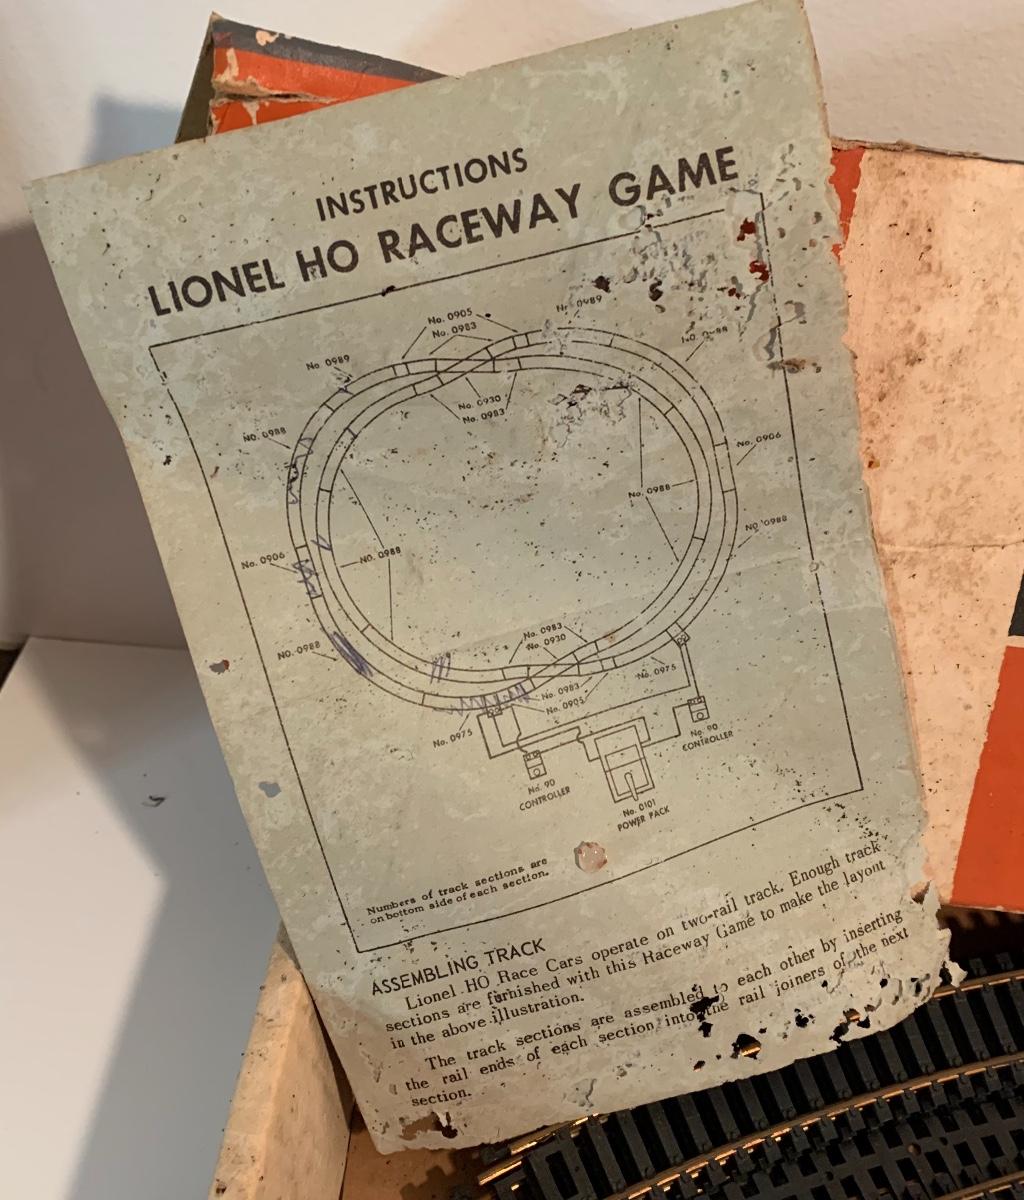 INSTRUCTIONS
LIONEL HO RACEWAY GAME
No. 0905
No. 0983
No. 0989
No. 0989
No. 0930
No. 0983
NO. 0988
No. 0906
No. 0988
No. 0988
No. 0906
No. 0988
NO. 0988
No. 0983
No. 0930
No. 0975
No. 0983
No. 0905
No. 0975
No. 90
CONTROLLER
No. 90
CONTROLLER
No. 0101
POWER PACK
Numbers of track sections are
on bottom side of each section.
ASSEMBLING TRACK
Lionel HO Race Cars operate on two-rail track. Enough track
sections are furnished with this Raceway Game to make the layout
in the above illustration.
The track sections are assembled to each other by inserting
the rail ends of each section into the rail joiners of the next
section.